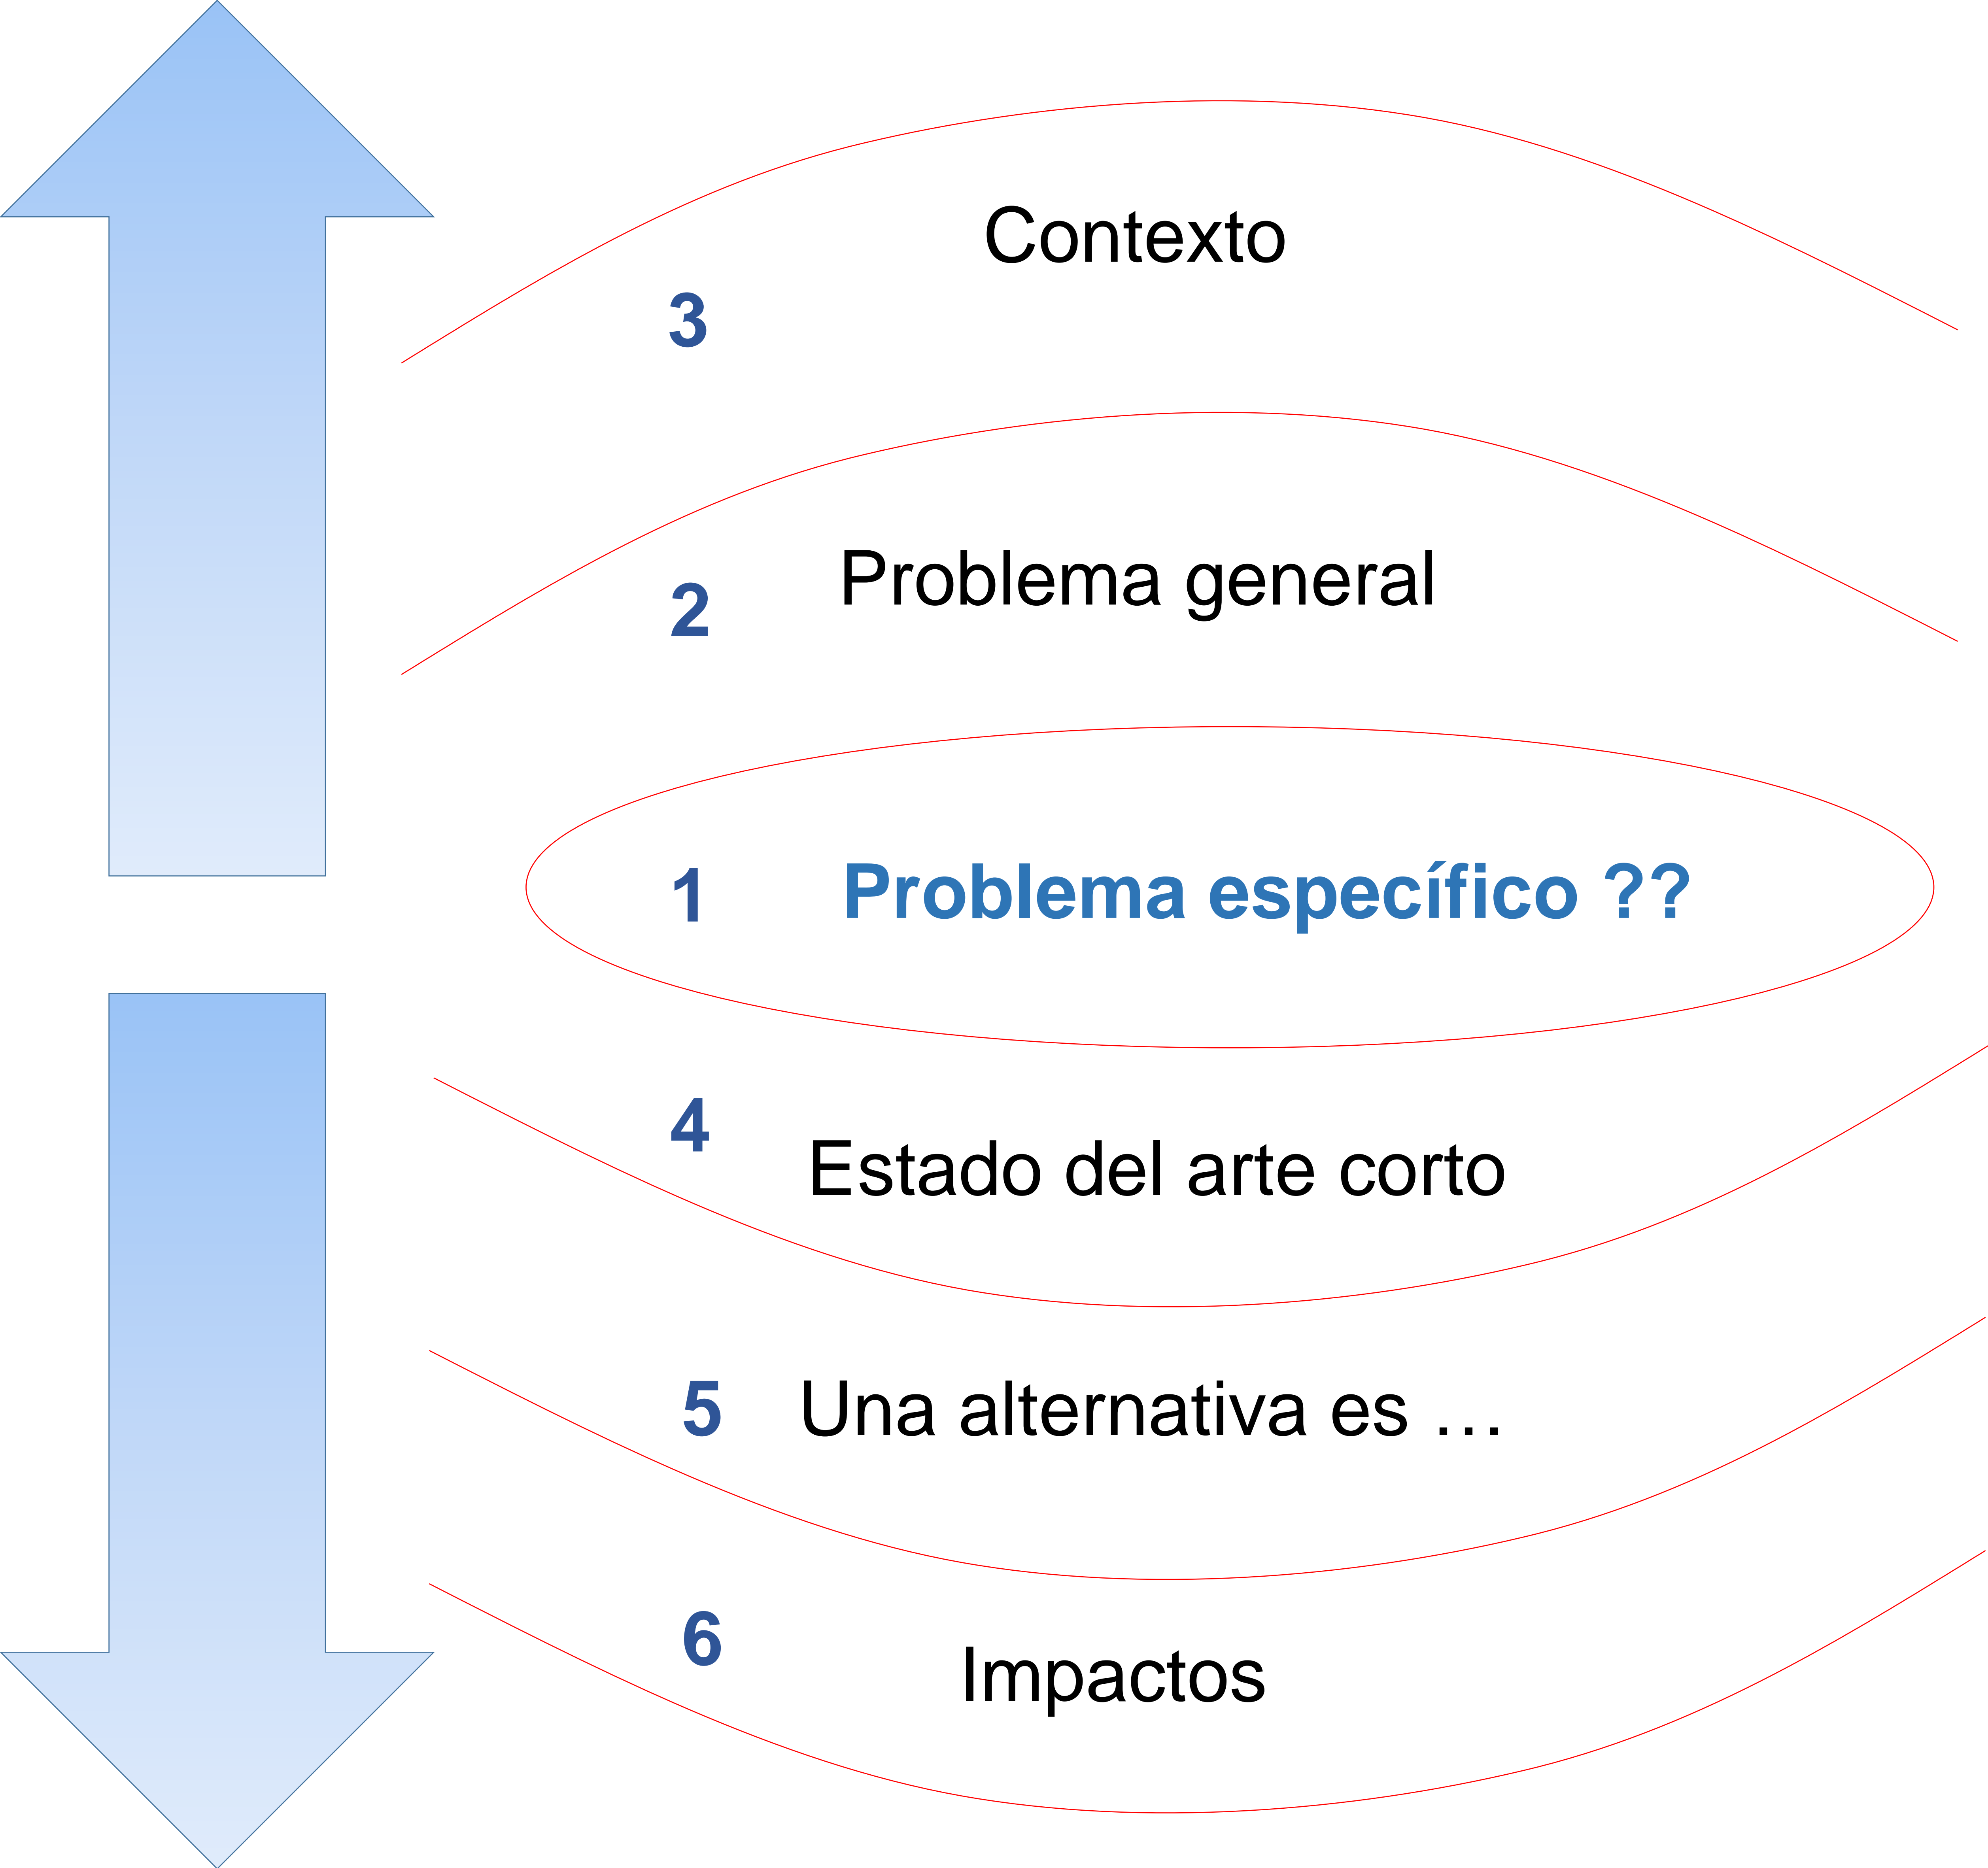 Contexto
3
Problema general
2
1 Problema específico ??
4
Estado del arte corto
5 Una alternativa es ...
6
Impactos